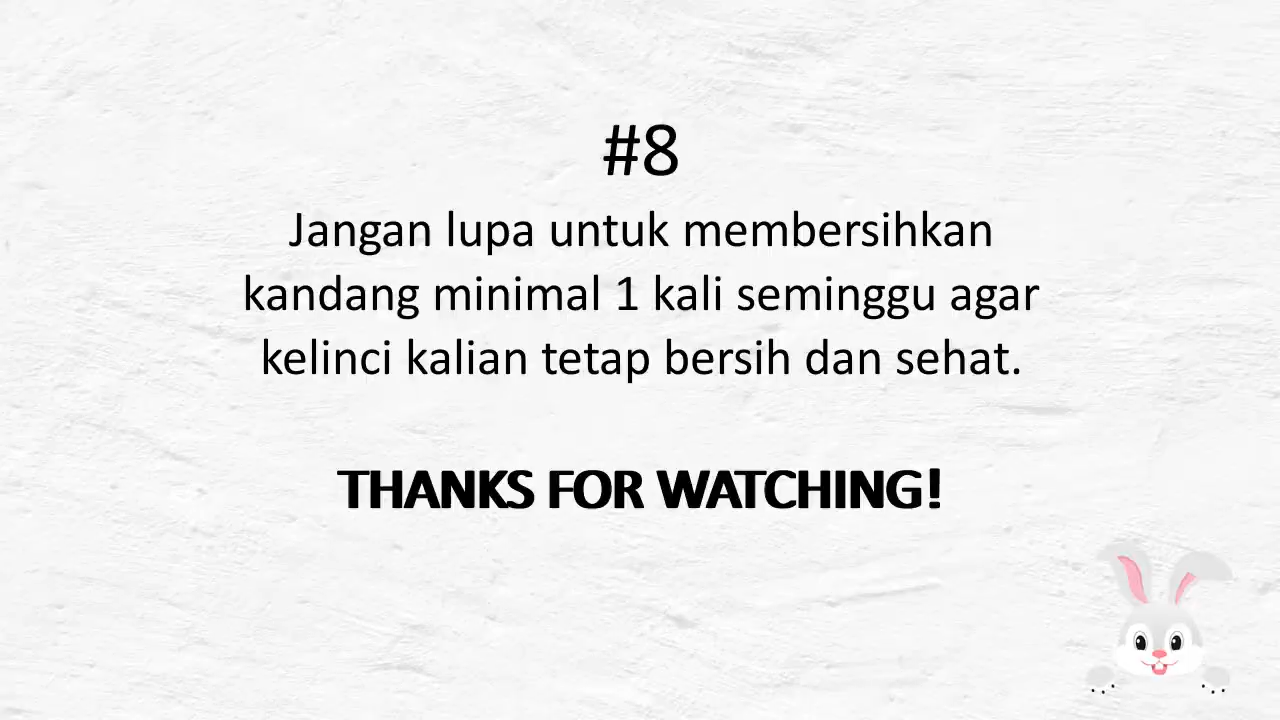 #8
Jangan lupa untuk membersihkan
kandang minimal 1 kali seminggu agar
kelinci kalian tetap bersih dan sehat.
THANKS FOR WATCHING!